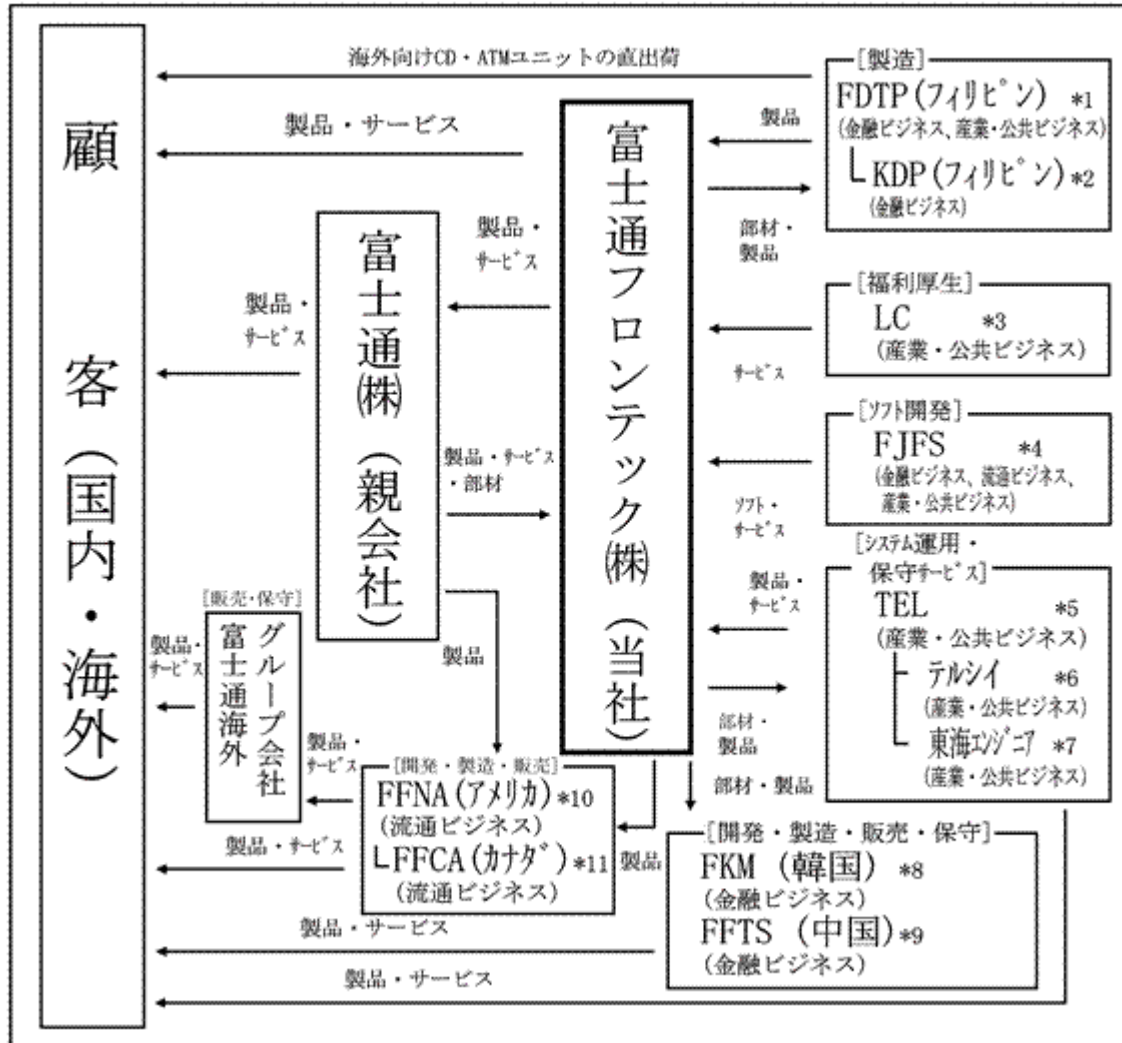 海外向けCD・ATMユニットの直出荷
[製造]
FDTP(フィリピン) *1
(金融ビジネス、産業・公共ビジネス)
KDP(フィリピン)*2
(金融ビジネス)
製品
部材・
製品
製品・サービス
顧客(国内・海外)
富士通フロンテック㈱(当社)
富士通㈱(親会社)
製品・
サービス
製品・
サービス
[福利厚生]
LC *3
(産業・公共ビジネス)
サービス
[ソフト開発]
FJFS *4
(金融ビジネス、流通ビジネス、
産業・公共ビジネス)
ソフト・
サービス
製品・サービス
・部材
[システム運用・
保守サービス]
TEL *5
(産業・公共ビジネス)
テルシイ *6
(産業・公共ビジネス)
東海エンジニア *7
(産業・公共ビジネス)
製品・
サービス
部材・
製品
[販売・保守]
富士通海外
グループ会社
製品・
サービス
製品
製品・
サービス
[開発・製造・販売]
FFNA(アメリカ)*10
(流通ビジネス)
FFCA(カナダ)*11
(流通ビジネス)
製品
部材・製品
[開発・製造・販売・保守]
FKM (韓国) *8
(金融ビジネス)
FFTS (中国)*9
(金融ビジネス)
製品・サービス
製品・サービス
製品・サービス